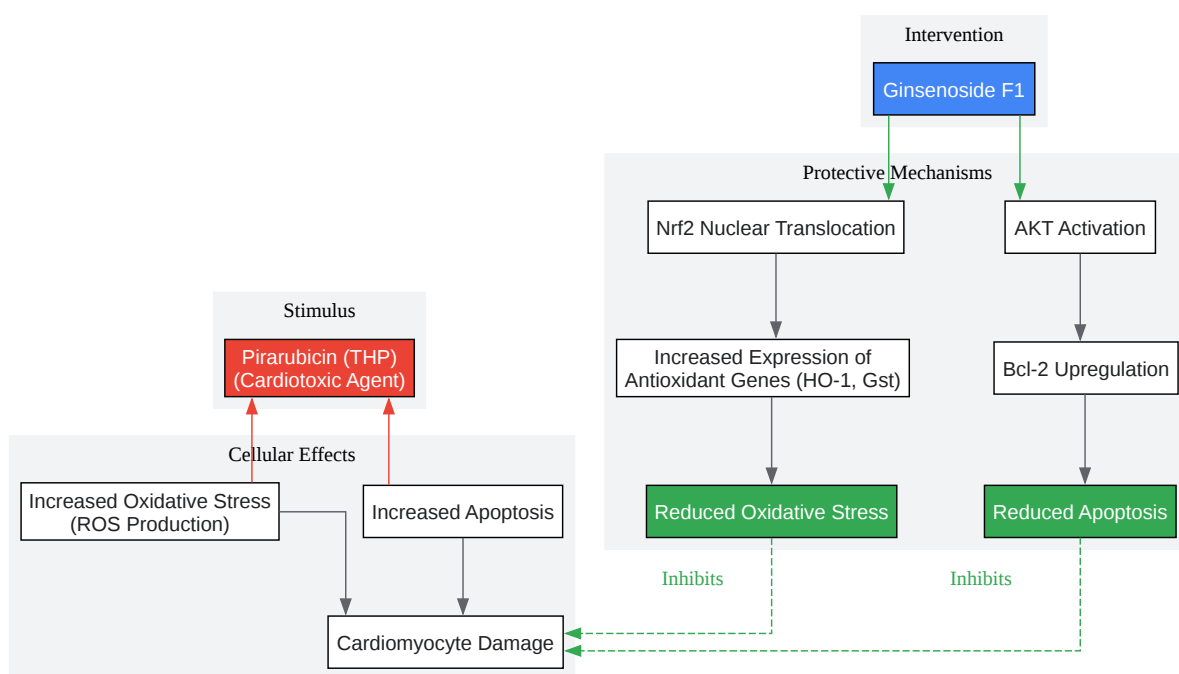 Intervention
Ginsenoside F1
Protective Mechanisms
Nrf2 Nuclear Translocation
AKT Activation
Stimulus
Pirarubicin (THP)
(Cardiotoxic Agent)
Increased Expression of
Antioxidant Genes (HO-1, Gst)
Bcl-2 Upregulation
Cellular Effects
Increased Oxidative Stress
(ROS Production)
Increased Apoptosis
Reduced Oxidative Stress
Reduced Apoptosis
Inhibits
Inhibits
Cardiomyocyte Damage